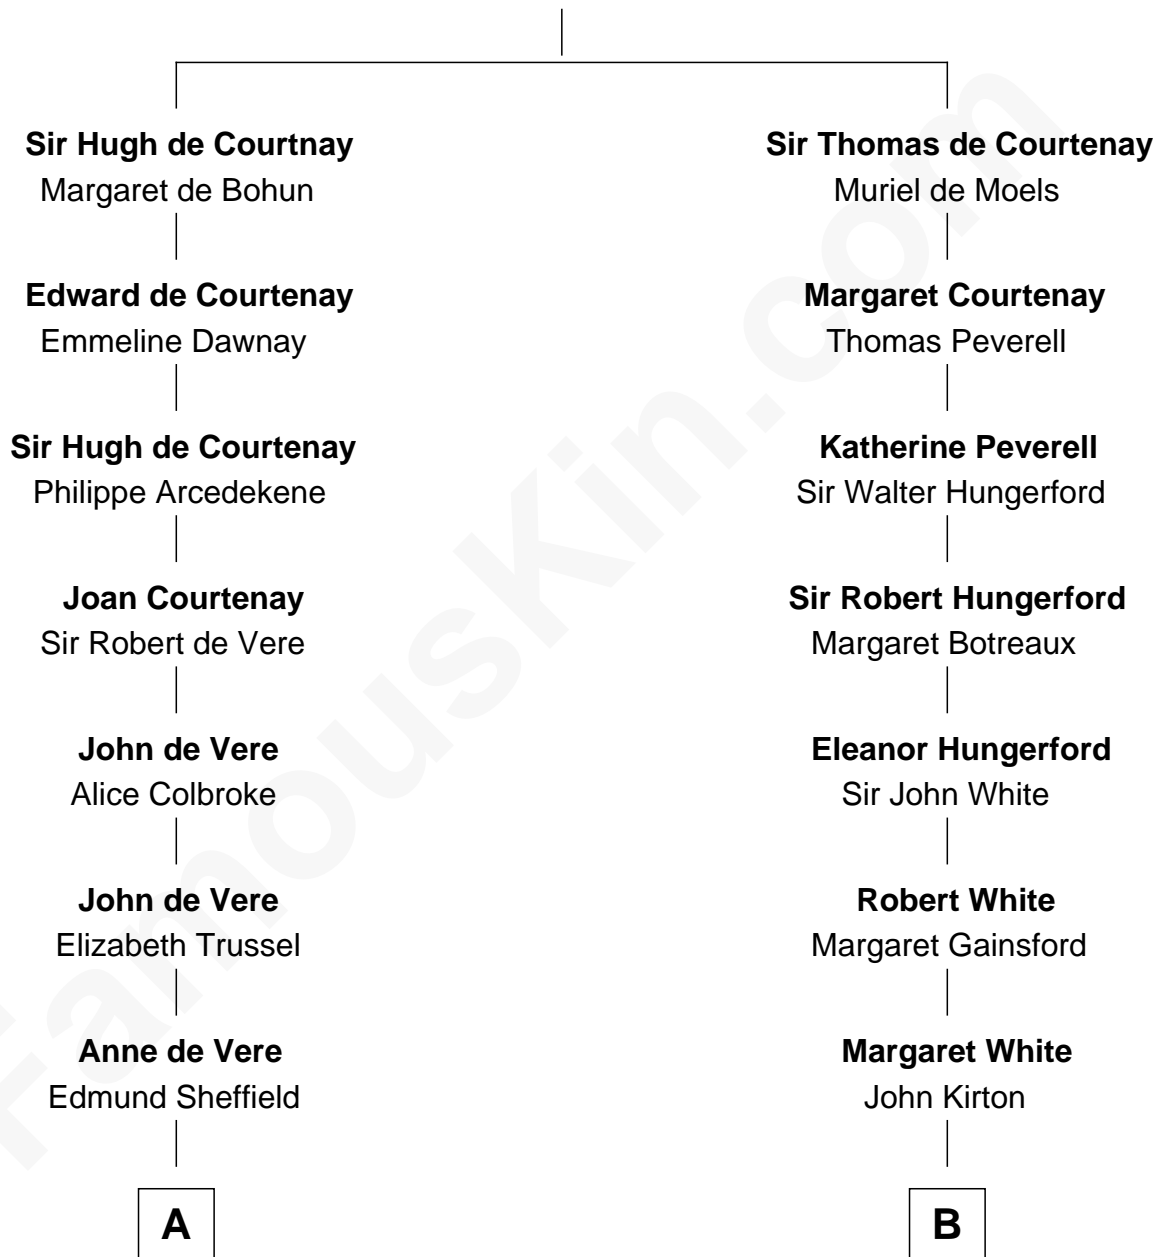 Sir Hugh de Courtnay
Margaret de Bohun
Edward de Courtenay
Emmeline Dawnay
Sir Hugh de Courtenay
Philippe Arcedekene
Joan Courtenay
Sir Robert de Vere
John de Vere
Alice Colbroke
John de Vere
Elizabeth Trussel
Anne de Vere
Edmund Sheffield
A
Sir Thomas de Courtenay
Muriel de Moels
Margaret Courtenay
Thomas Peverell
Katherine Peverell
Sir Walter Hungerford
Sir Robert Hungerford
Margaret Botreaux
Eleanor Hungerford
Sir John White
Robert White
Margaret Gainsford
Margaret White
John Kirton
B
FamousKin.com